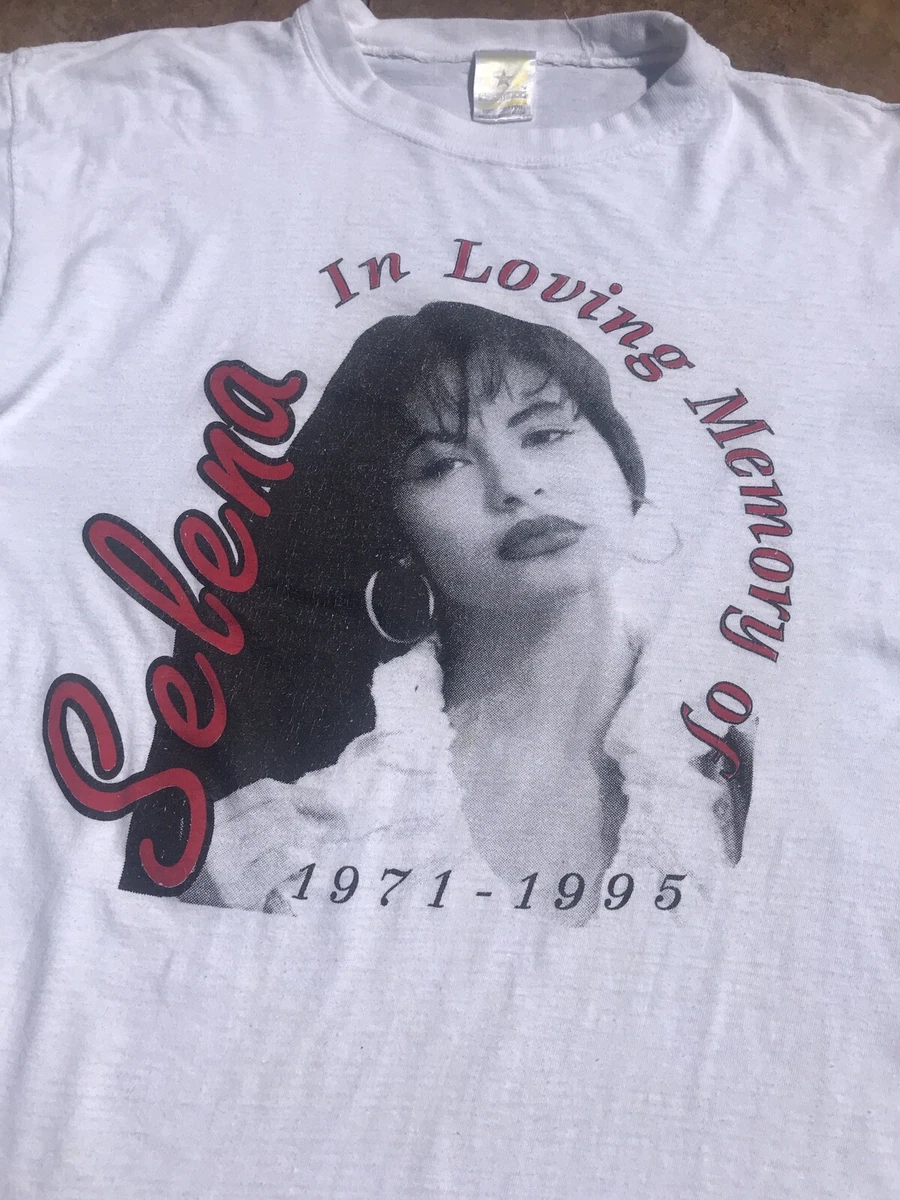 In Loving Memory of
Selena
1971-1995